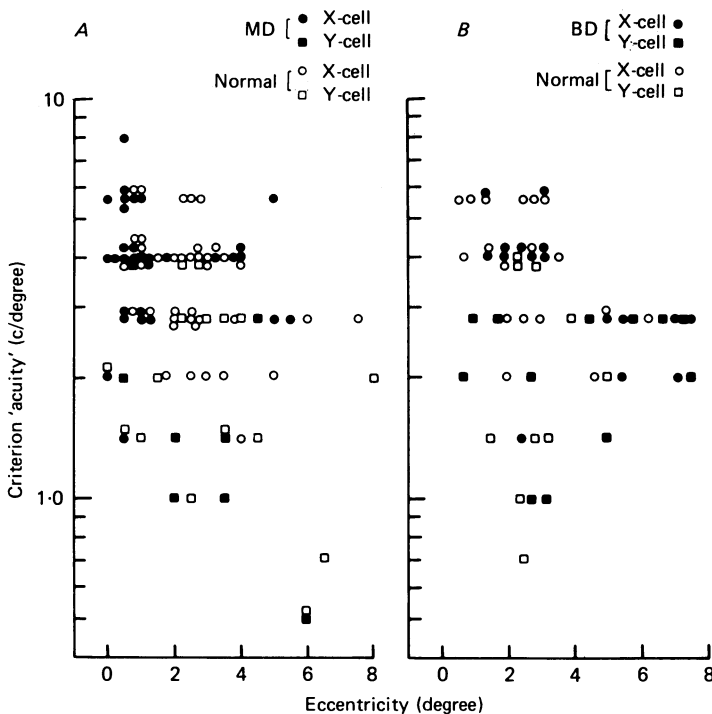 A
MD [ ● X-cell
■ Y-cell
Normal [ ○ X-cell
□ Y-cell
B
BD [ X-cell ●
Y-cell ■
Normal [ X-cell ○
Y-cell □
10
1·0
Criterion 'acuity' (c/degree)
0 2 4 6 8
0 2 4 6 8
Eccentricity (degree)